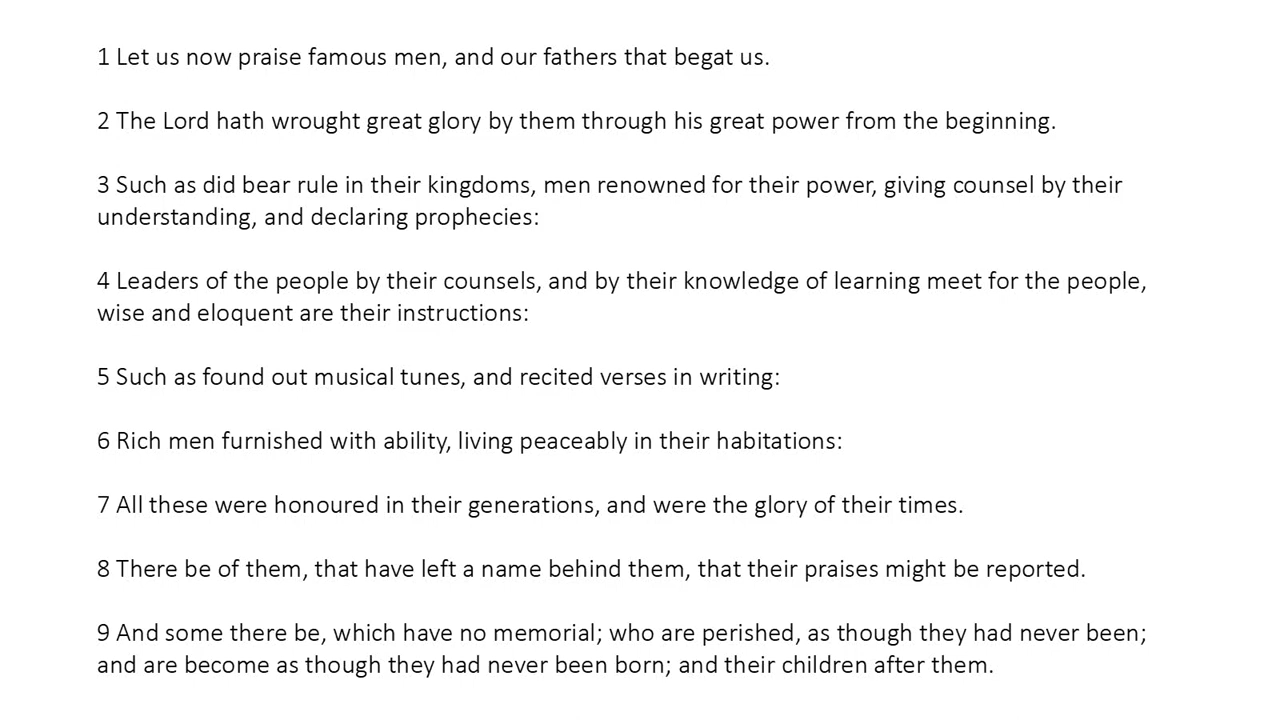 1 Let us now praise famous men, and our fathers that begat us.
2 The Lord hath wrought great glory by them through his great power from the beginning.
3 Such as did bear rule in their kingdoms, men renowned for their power, giving counsel by their
understanding, and declaring prophecies:
4 Leaders of the people by their counsels, and by their knowledge of learning meet for the people,
wise and eloquent are their instructions:
5 Such as found out musical tunes, and recited verses in writing:
6 Rich men furnished with ability, living peaceably in their habitations:
7 All these were honoured in their generations, and were the glory of their times.
8 There be of them, that have left a name behind them, that their praises might be reported.
9 And some there be, which have no memorial; who are perished, as though they had never been;
and are become as though they had never been born; and their children after them.